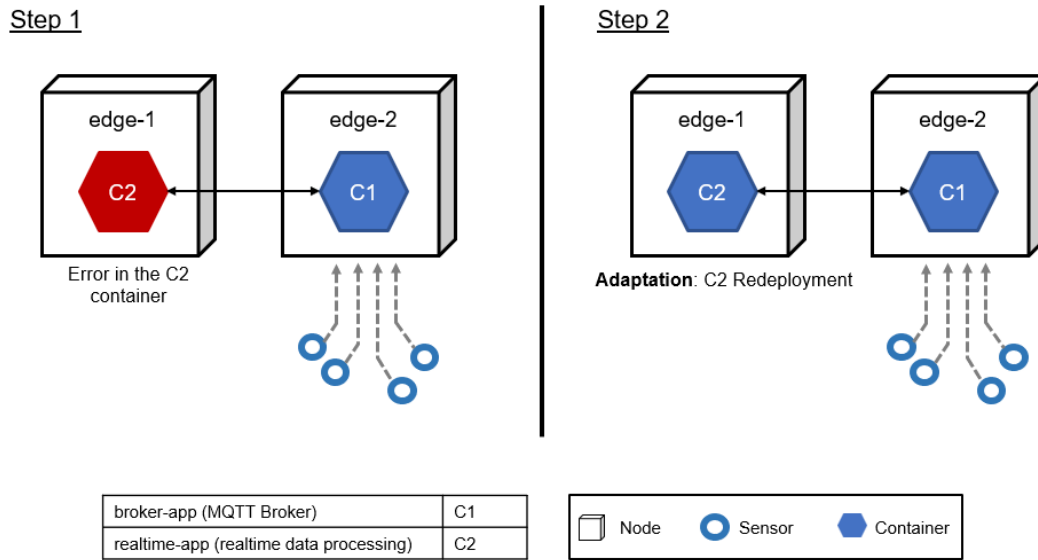 Step 1
edge-1
edge-2
C2
C1
Error in the C2
container
Step 2
edge-1
edge-2
C2
C1
Adaptation: C2 Redeployment
broker-app (MQTT Broker) C1
realtime-app (realtime data processing) C2
Node Sensor Container